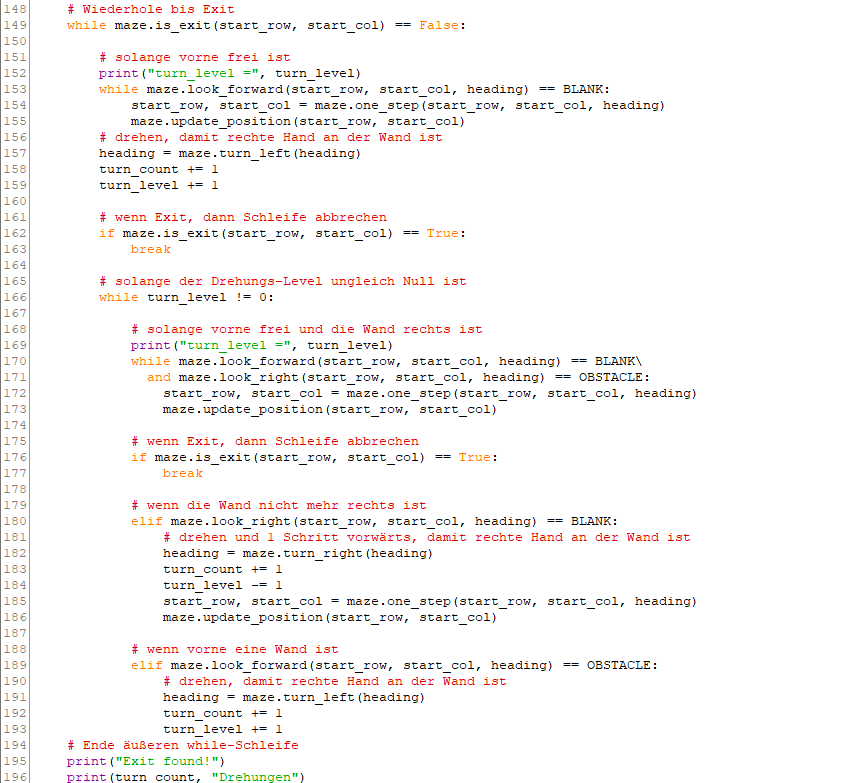 148     # Wiederhole bis Exit
149     while maze.is_exit(start_row, start_col) == False:
150
151         # solange vorne frei ist
152         print("turn_level =", turn_level)
153         while maze.look_forward(start_row, start_col, heading) == BLANK:
154             start_row, start_col = maze.one_step(start_row, start_col, heading)
155             maze.update_position(start_row, start_col)
156         # drehen, damit rechte Hand an der Wand ist
157         heading = maze.turn_left(heading)
158         turn_count += 1
159         turn_level += 1
160
161         # wenn Exit, dann Schleife abbrechen
162         if maze.is_exit(start_row, start_col) == True:
163             break
164
165         # solange der Drehungs-Level ungleich Null ist
166         while turn_level != 0:
167
168             # solange vorne frei und die Wand rechts ist
169             print("turn_level =", turn_level)
170             while maze.look_forward(start_row, start_col, heading) == BLANK\
171               and maze.look_right(start_row, start_col, heading) == OBSTACLE:
172                 start_row, start_col = maze.one_step(start_row, start_col, heading)
173                 maze.update_position(start_row, start_col)
174
175             # wenn Exit, dann Schleife abbrechen
176             if maze.is_exit(start_row, start_col) == True:
177                 break
178
179             # wenn die Wand nicht mehr rechts ist
180             elif maze.look_right(start_row, start_col, heading) == BLANK:
181                 # drehen und 1 Schritt vorwärts, damit rechte Hand an der Wand ist
182                 heading = maze.turn_right(heading)
183                 turn_count += 1
184                 turn_level -= 1
185                 start_row, start_col = maze.one_step(start_row, start_col, heading)
186                 maze.update_position(start_row, start_col)
187
188             # wenn vorne eine Wand ist
189             elif maze.look_forward(start_row, start_col, heading) == OBSTACLE:
190                 # drehen, damit rechte Hand an der Wand ist
191                 heading = maze.turn_left(heading)
192                 turn_count += 1
193                 turn_level += 1
194     # Ende äußeren while-Schleife
195     print("Exit found!")
196     print(turn_count, "Drehungen")